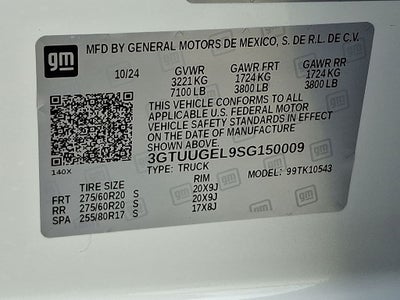 gm MFD BY GENERAL MOTORS DE MEXICO, S. DE R.L. DE C.V.
10/24 GVWR GAWR FRT GAWR RR
3221 KG 1724 KG 1724 KG
7100 LB 3800 LB 3800 LB
THIS VEHICLE CONFORMS TO ALL
APPLICABLE U.S. FEDERAL MOTOR
VEHICLE SAFETY STANDARDS IN EFFECT
ON THE DATE OF MANUFACTURE SHOWN ABOVE.
3GTUUGEL9SG150009
140X TYPE: TRUCK MODEL: 99TK10543
TIRE SIZE RIM
FRT 275/60R20 S 20X9J
RR 275/60R20 S 20X9J
SPA 255/80R17 S 17X8J